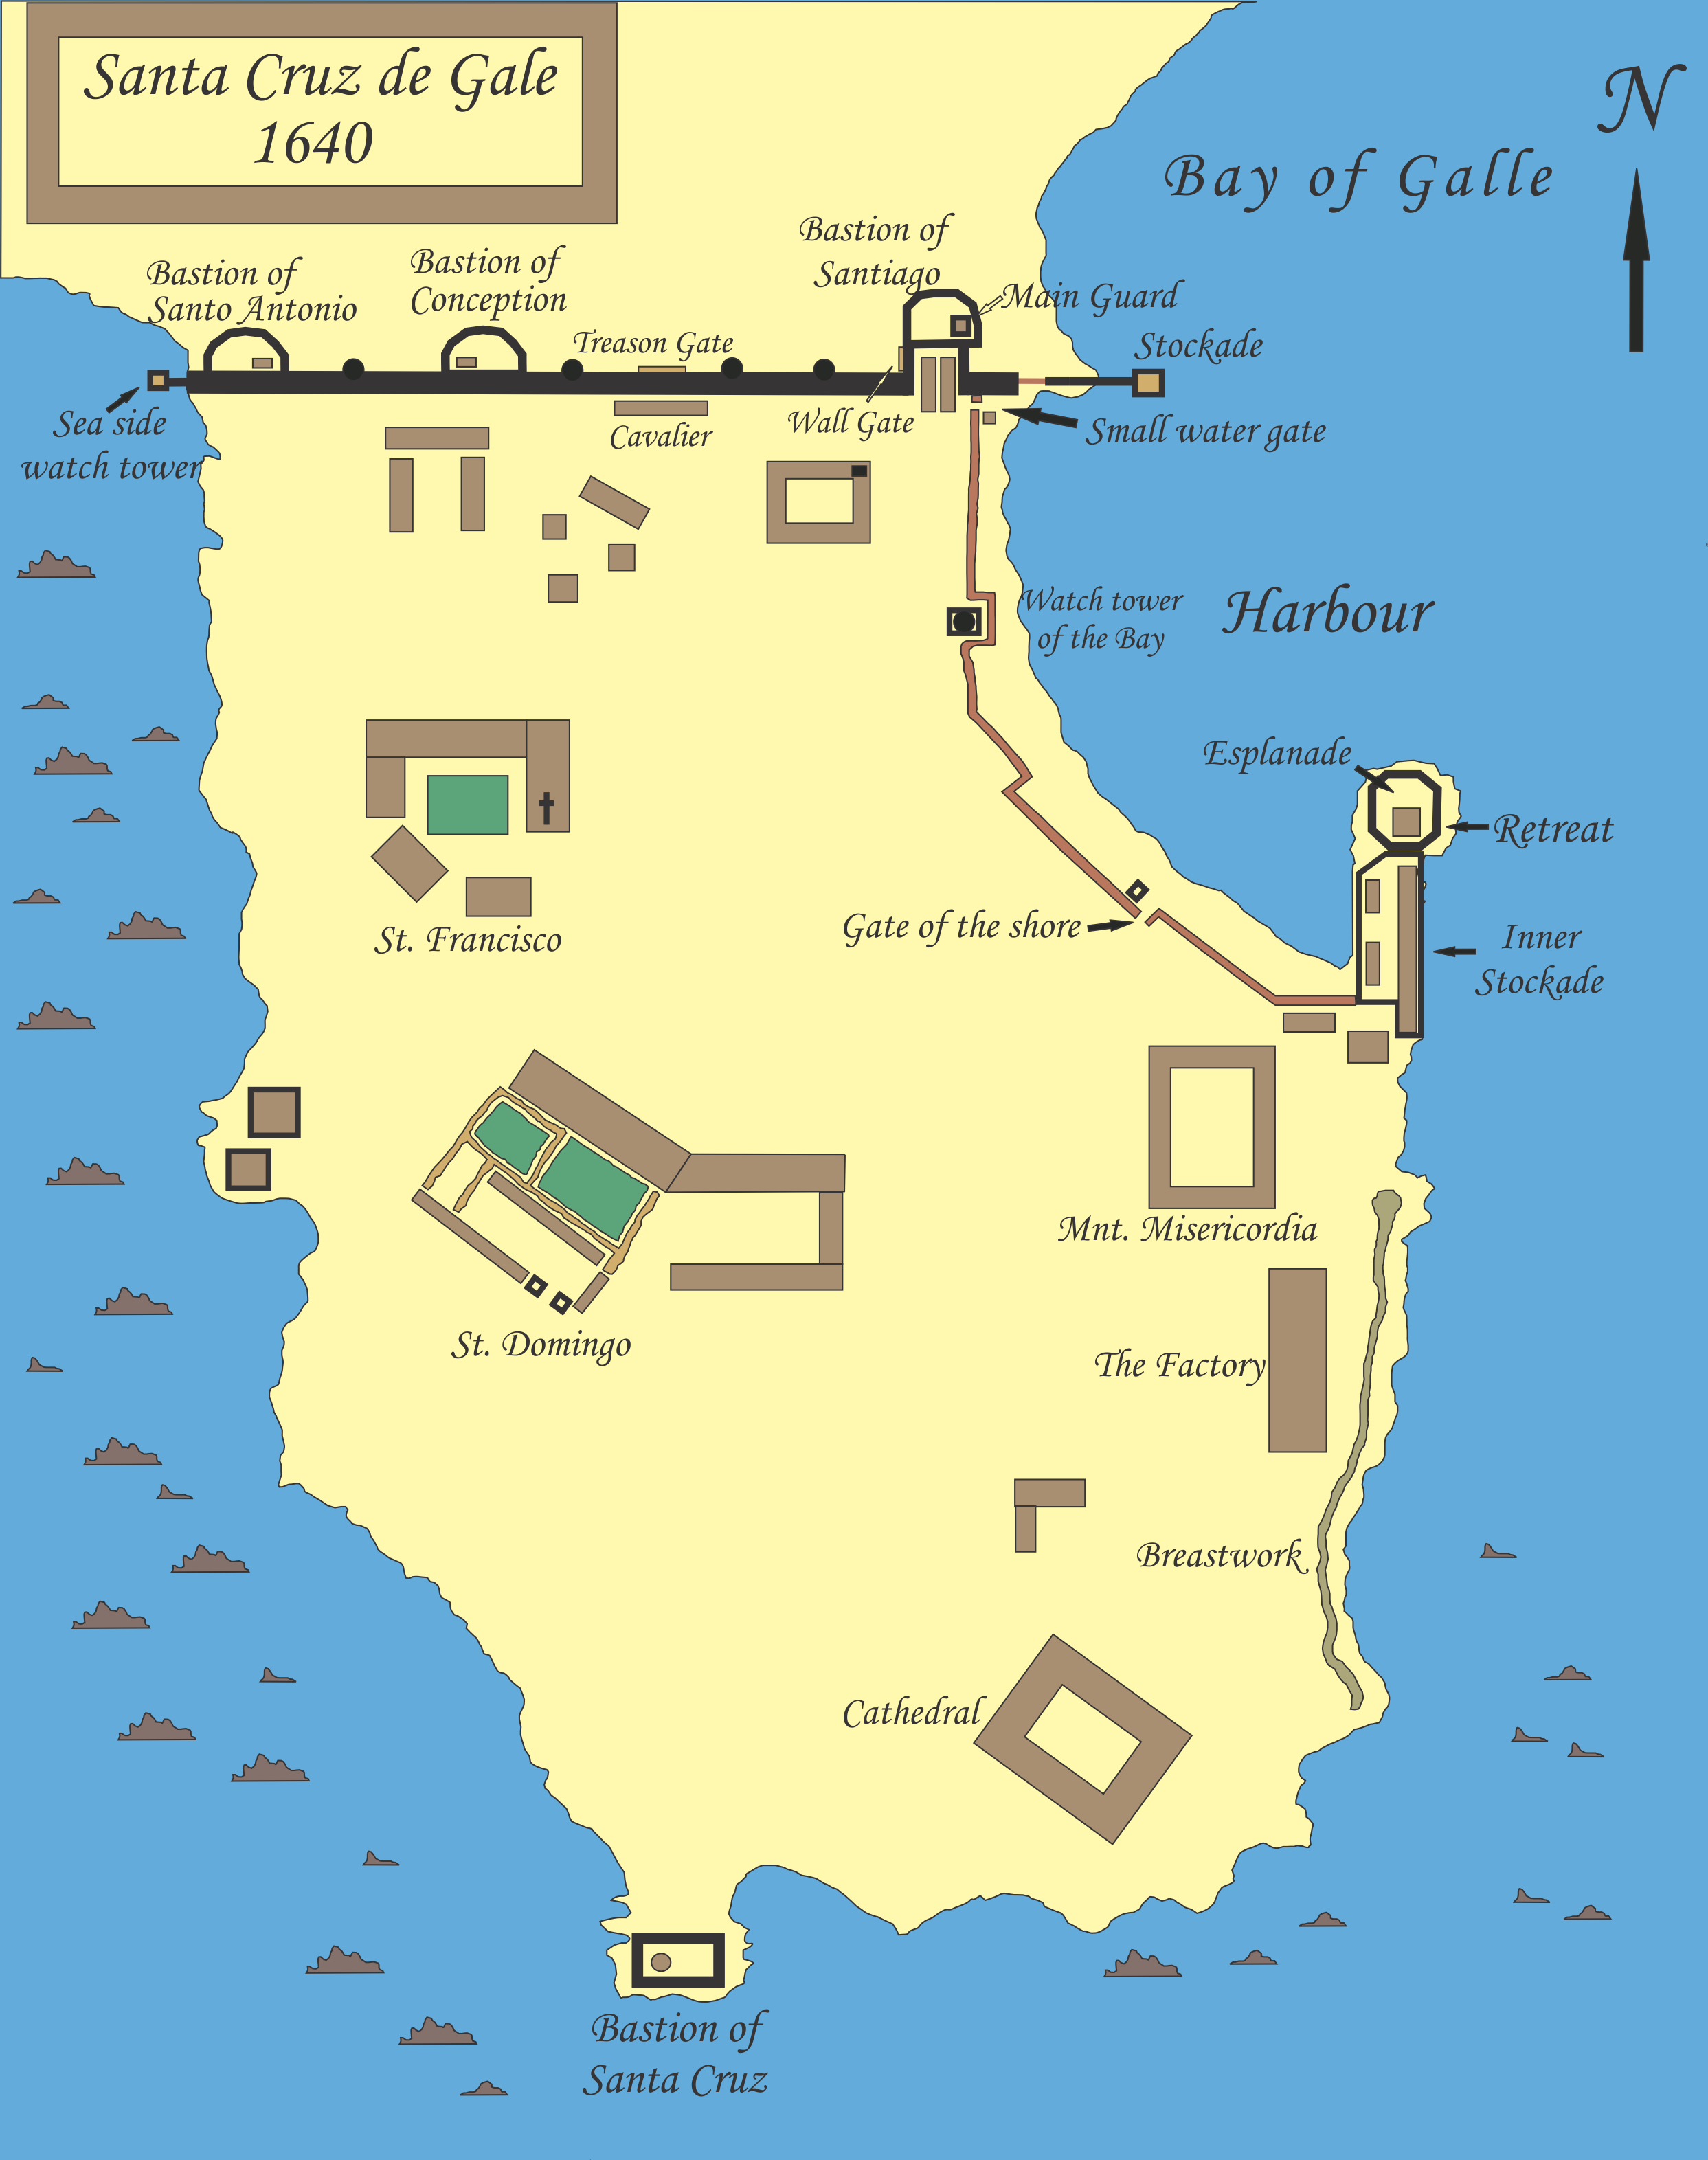 Santa Cruz de Gale
1640
N
Bay of Galle
Bastion of
Santiago
Bastion of
Santo Antonio
Bastion of
Conception
Main Guard
Treason Gate
Stockade
Sea side
watch tower
Cavalier
Wall Gate
Small water gate
Watch tower
of the Bay
Harbour
Esplanade
Retreat
St. Francisco
Gate of the shore
Inner
Stockade
Mnt. Misericordia
St. Domingo
The Factory
Breastwork
Cathedral
Bastion of
Santa Cruz